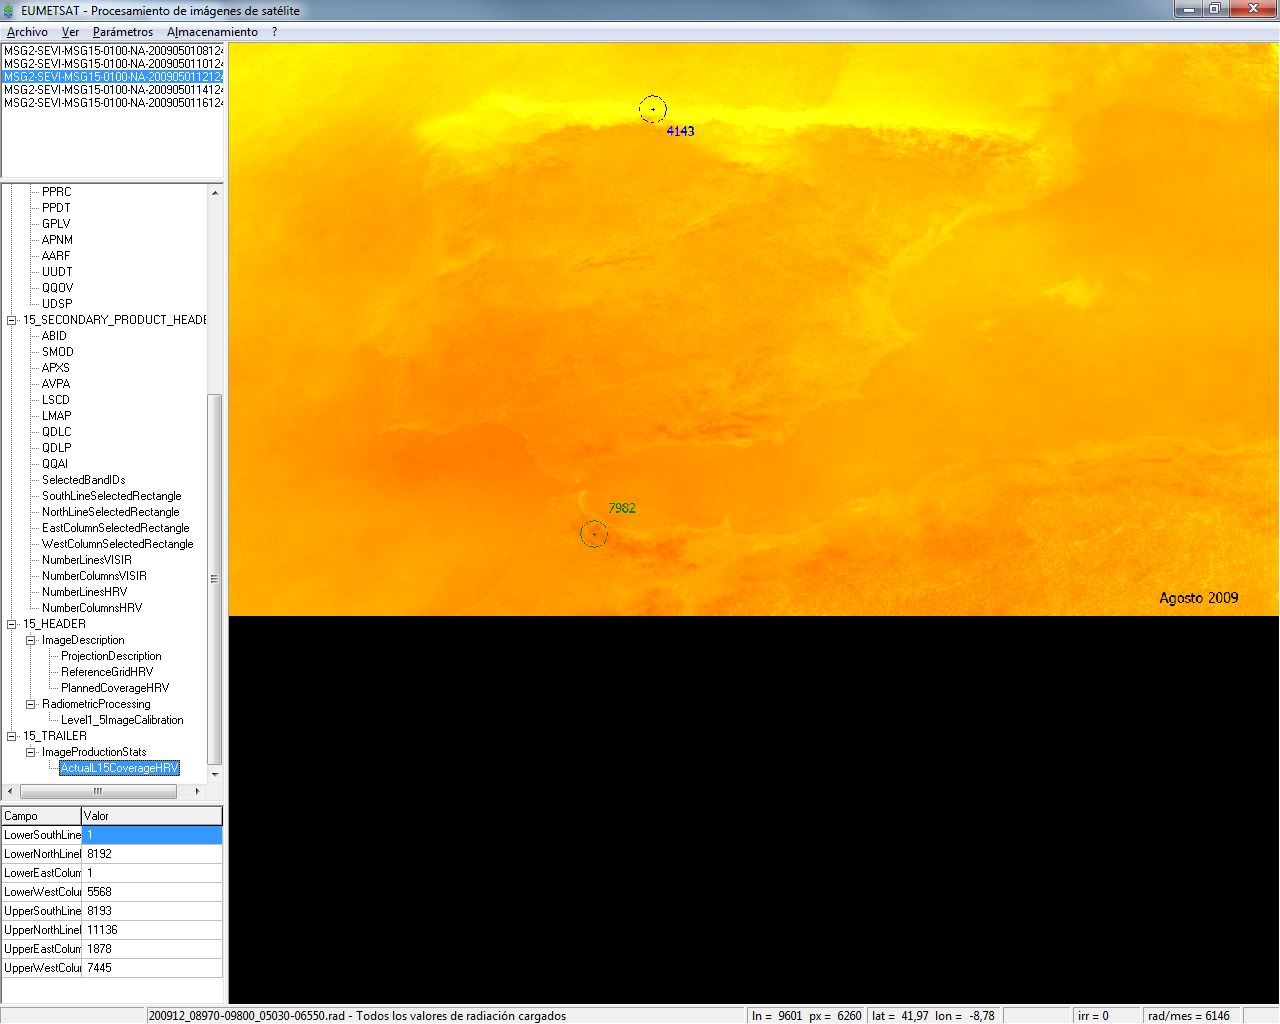 EUMETSAT - Procesamiento de imágenes de satélite
Archivo Ver Parámetros Almacenamiento ?
MSG2-SEVI-MSG15-0100-NA-2009050108124
MSG2-SEVI-MSG15-0100-NA-2009050110124
MSG2-SEVI-MSG15-0100-NA-2009050112124
MSG2-SEVI-MSG15-0100-NA-2009050114124
MSG2-SEVI-MSG15-0100-NA-2009050116124
PPRC
PPDT
GPLV
APNM
AARF
UUDT
QQOV
UDSP
15_SECONDARY_PRODUCT_HEADE
ABID
SMOD
APXS
AVPA
LSCD
LMAP
QDLC
QDLP
QQAI
SelectedBandIDs
SouthLineSelectedRectangle
NorthLineSelectedRectangle
EastColumnSelectedRectangle
WestColumnSelectedRectangle
NumberLinesVISIR
NumberColumnsVISIR
NumberLinesHRV
NumberColumnsHRV
15_HEADER
ImageDescription
ProjectionDescription
ReferenceGridHRV
PlannedCoverageHRV
RadiometricProcessing
Level1_5ImageCalibration
15_TRAILER
ImageProductionStats
ActualL15CoverageHRV
Campo Valor
LowerSouthLine 1
LowerNorthLine 8192
LowerEastColum 1
LowerWestColu 5568
UpperSouthLine 8193
UpperNorthLine 11136
UpperEastColum 1878
UpperWestColu 7445
4143
7982
Agosto 2009
200912_08970-09800_05030-06550.rad - Todos los valores de radiación cargados
ln = 9601 px = 6260 lat = 41,97 lon = -8,78 irr = 0 rad/mes = 6146